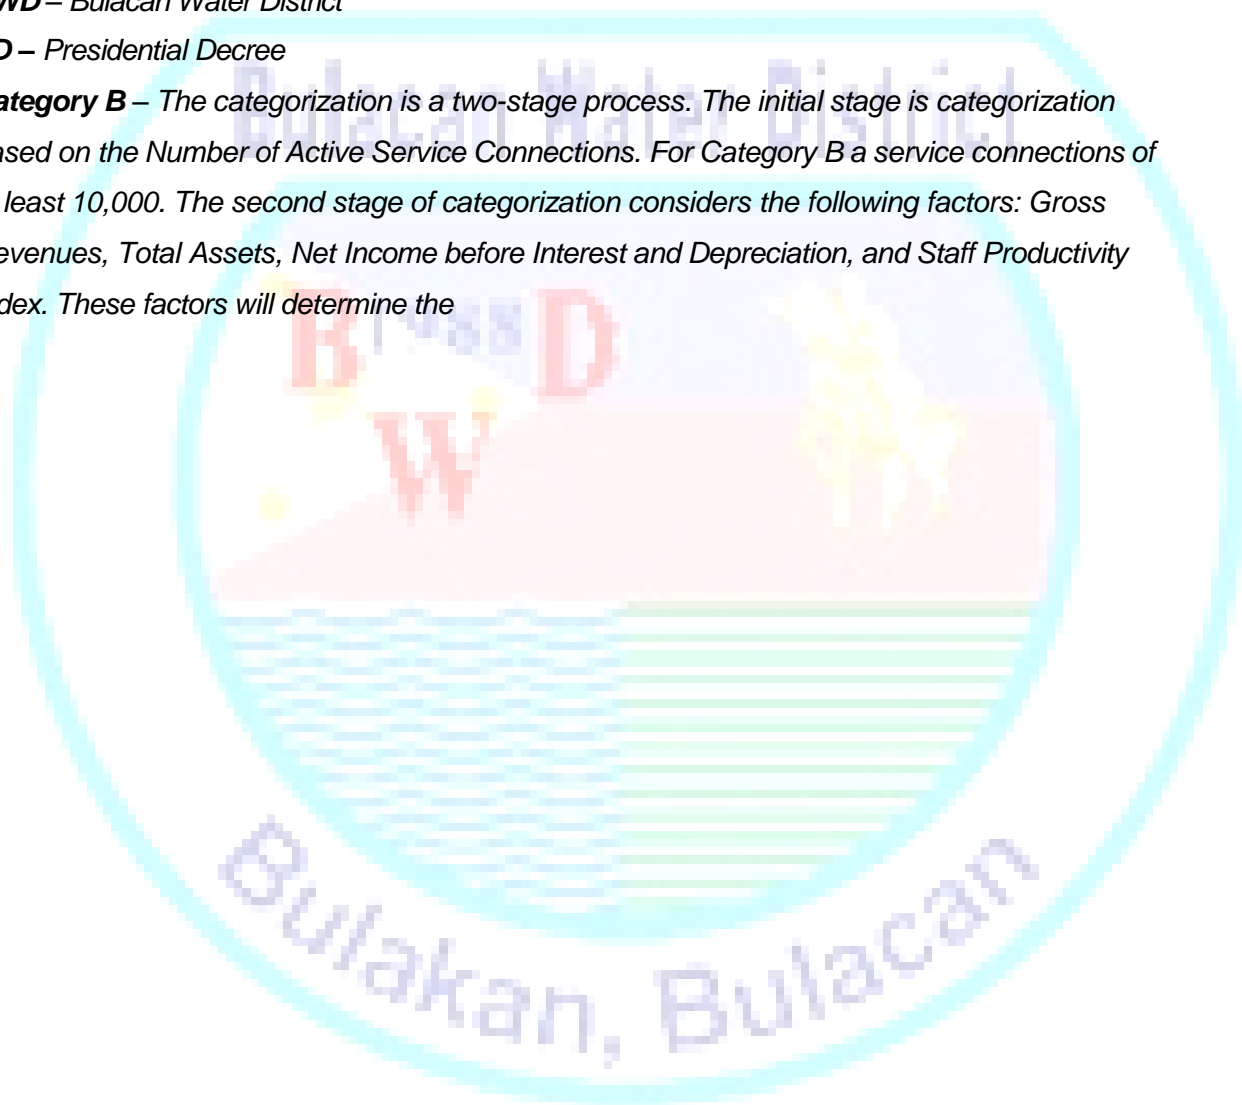 WD – Bulacan Water District
D – Presidential Decree
ategory B – The categorization is a two-stage process. The initial stage is categorization
ased on the Number of Active Service Connections. For Category B a service connections of
least 10,000. The second stage of categorization considers the following factors: Gross
evenues, Total Assets, Net Income before Interest and Depreciation, and Staff Productivity
dex. These factors will determine the
Bulacan Water District
B 1988 D
W
Bulakan, Bulacan